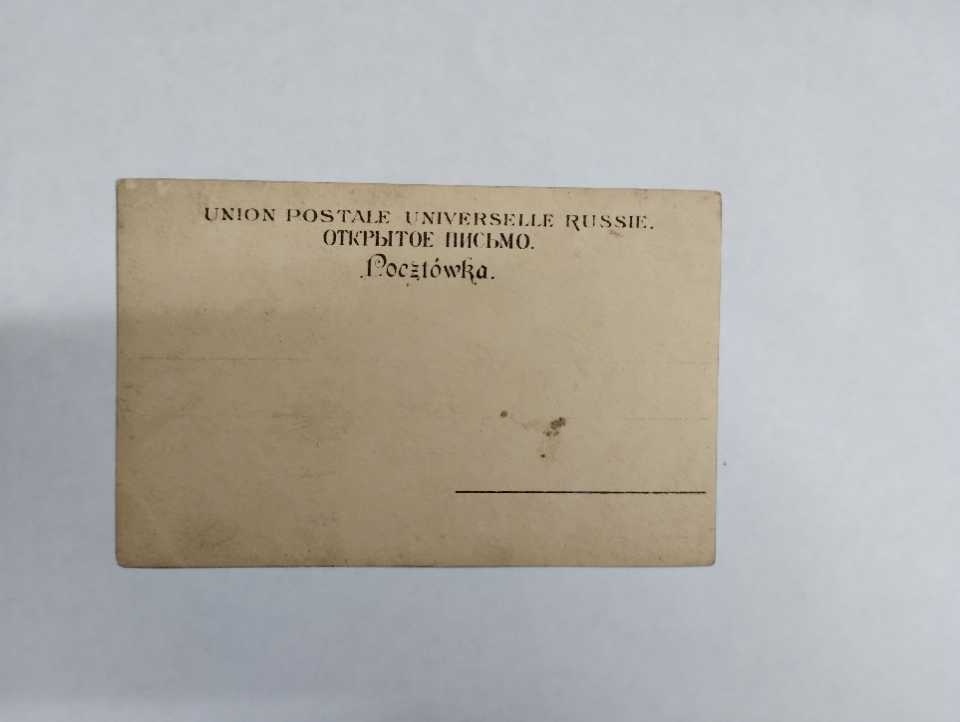 UNION POSTALE UNIVERSELLE RUSSIE.
ОТКРЫТОЕ ПИСЬМО.
Pocztówka.